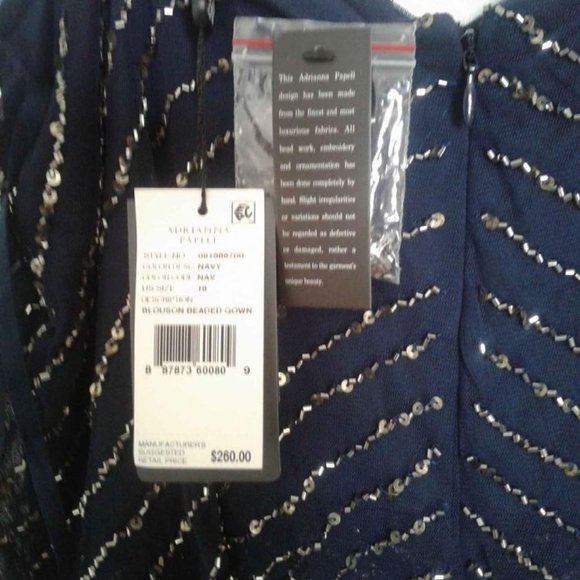 This Adrianna Papell
design has been made
from the finest and most
luxurious fabrics. All
bead work, embroidery
and ornamentation has
been done completely by
hand. Slight irregularities
or variations should not
be regarded as defective
or damaged, rather a
testament to the garment's
unique beauty.
ADRIANNA
PAPELL
STYLE NO.
COLOR DESC NAVY
COLOR CODE NAV
US SIZE 10
DESCRIPTION
BLOUSON BEADED GOWN
8 87873 60080 9
MANUFACTURER'S
SUGGESTED
RETAIL PRICE $260.00